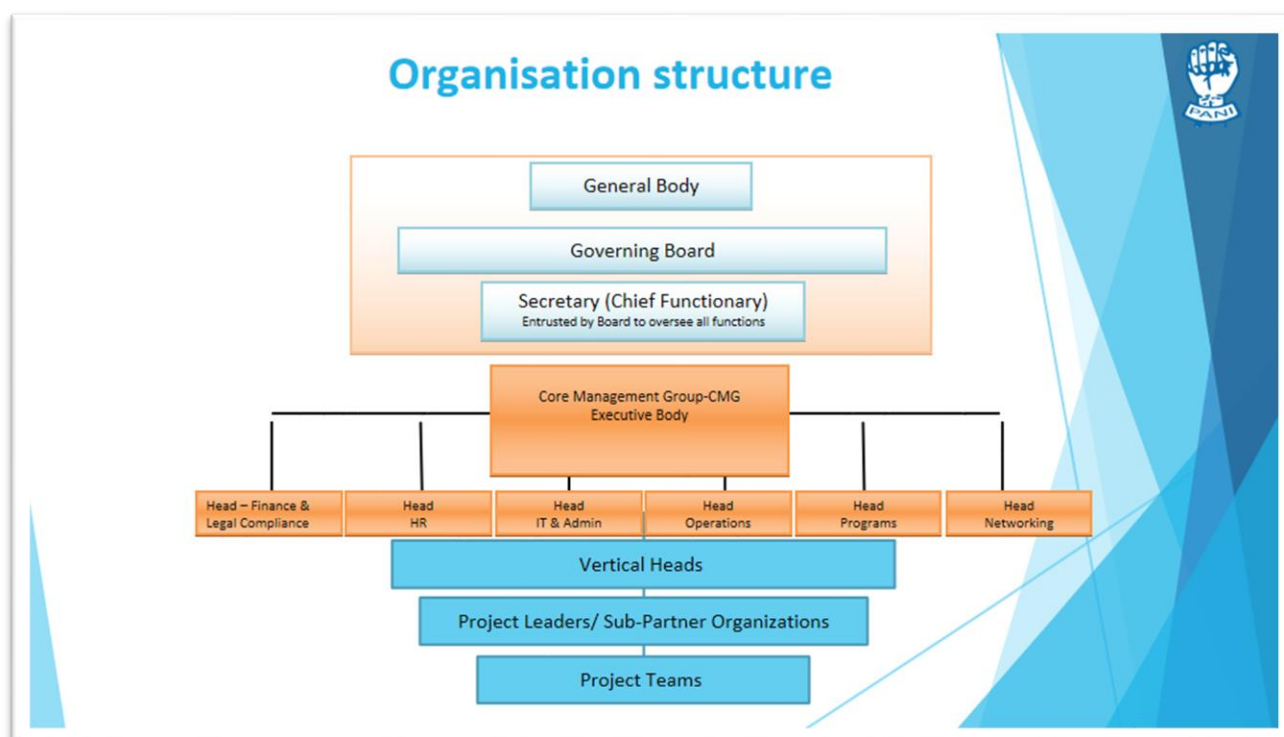 Organisation structure
PANI
General Body
Governing Board
Secretary (Chief Functionary)
Entrusted by Board to oversee all functions
Core Management Group-CMG
Executive Body
Head – Finance &
Legal Compliance
Head
HR
Head
IT & Admin
Head
Operations
Head
Programs
Head
Networking
Vertical Heads
Project Leaders/ Sub-Partner Organizations
Project Teams